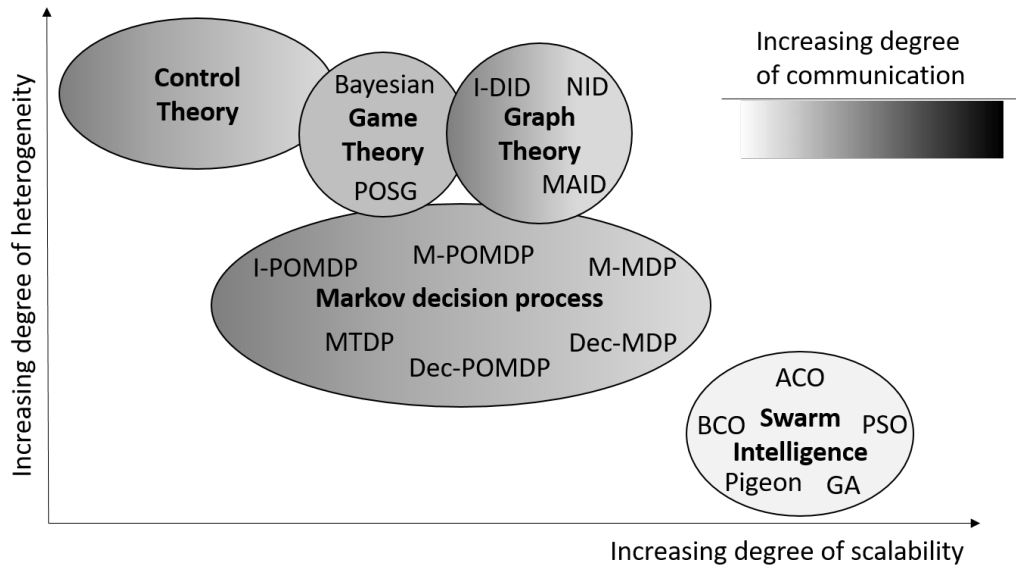 Increasing degree of heterogeneity
Control
Theory
Bayesian
Game
Theory
POSG
I-DID NID
Graph
Theory
MAID
Increasing degree
of communication
I-POMDP M-POMDP M-MDP
Markov decision process
MTDP Dec-POMDP Dec-MDP
ACO
BCO Swarm PSO
Intelligence
Pigeon GA
Increasing degree of scalability